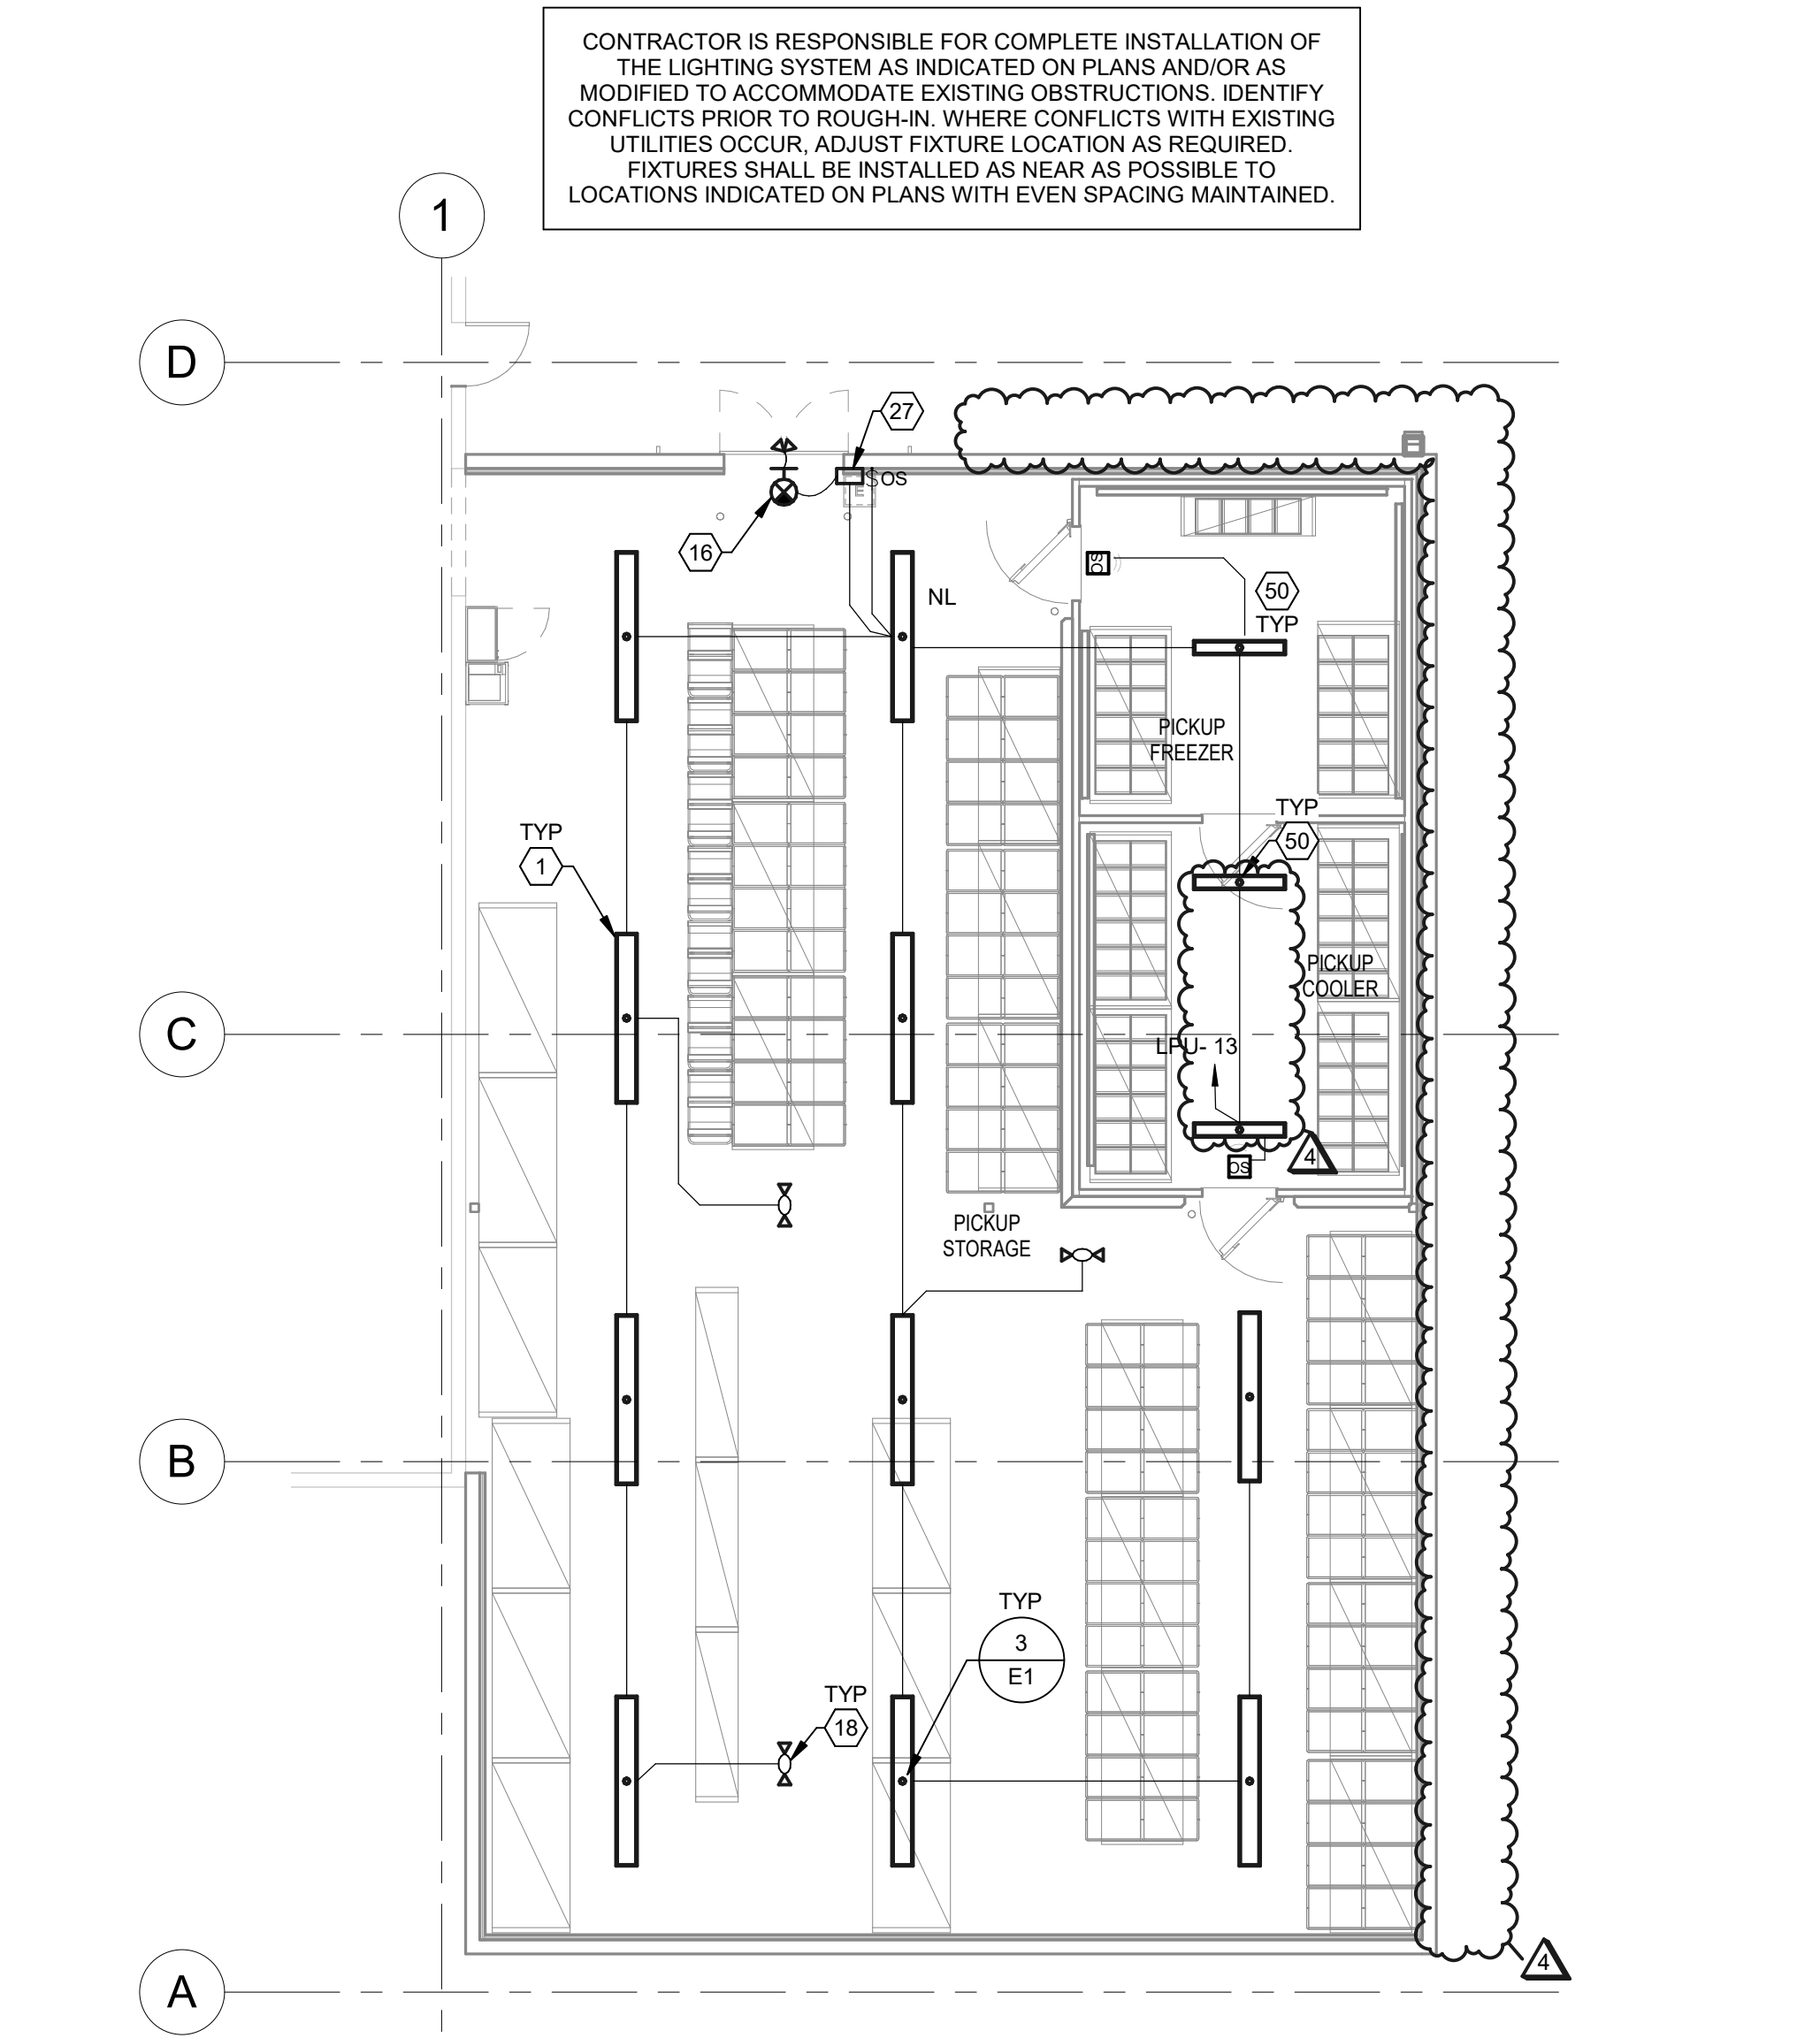 CONTRACTOR IS RESPONSIBLE FOR COMPLETE INSTALLATION OF
THE LIGHTING SYSTEM AS INDICATED ON PLANS AND/OR AS
MODIFIED TO ACCOMMODATE EXISTING OBSTRUCTIONS. IDENTIFY
CONFLICTS PRIOR TO ROUGH-IN. WHERE CONFLICTS WITH EXISTING
UTILITIES OCCUR, ADJUST FIXTURE LOCATION AS REQUIRED.
FIXTURES SHALL BE INSTALLED AS NEAR AS POSSIBLE TO
LOCATIONS INDICATED ON PLANS WITH EVEN SPACING MAINTAINED.
1
D
27
$OS
E
16
OS
50
TYP
NL
PICKUP
FREEZER
TYP
50
TYP
1
PICKUP
COOLER
C
LPU- 13
4
OS
PICKUP
STORAGE
B
TYP
3
E1
TYP
18
4
A